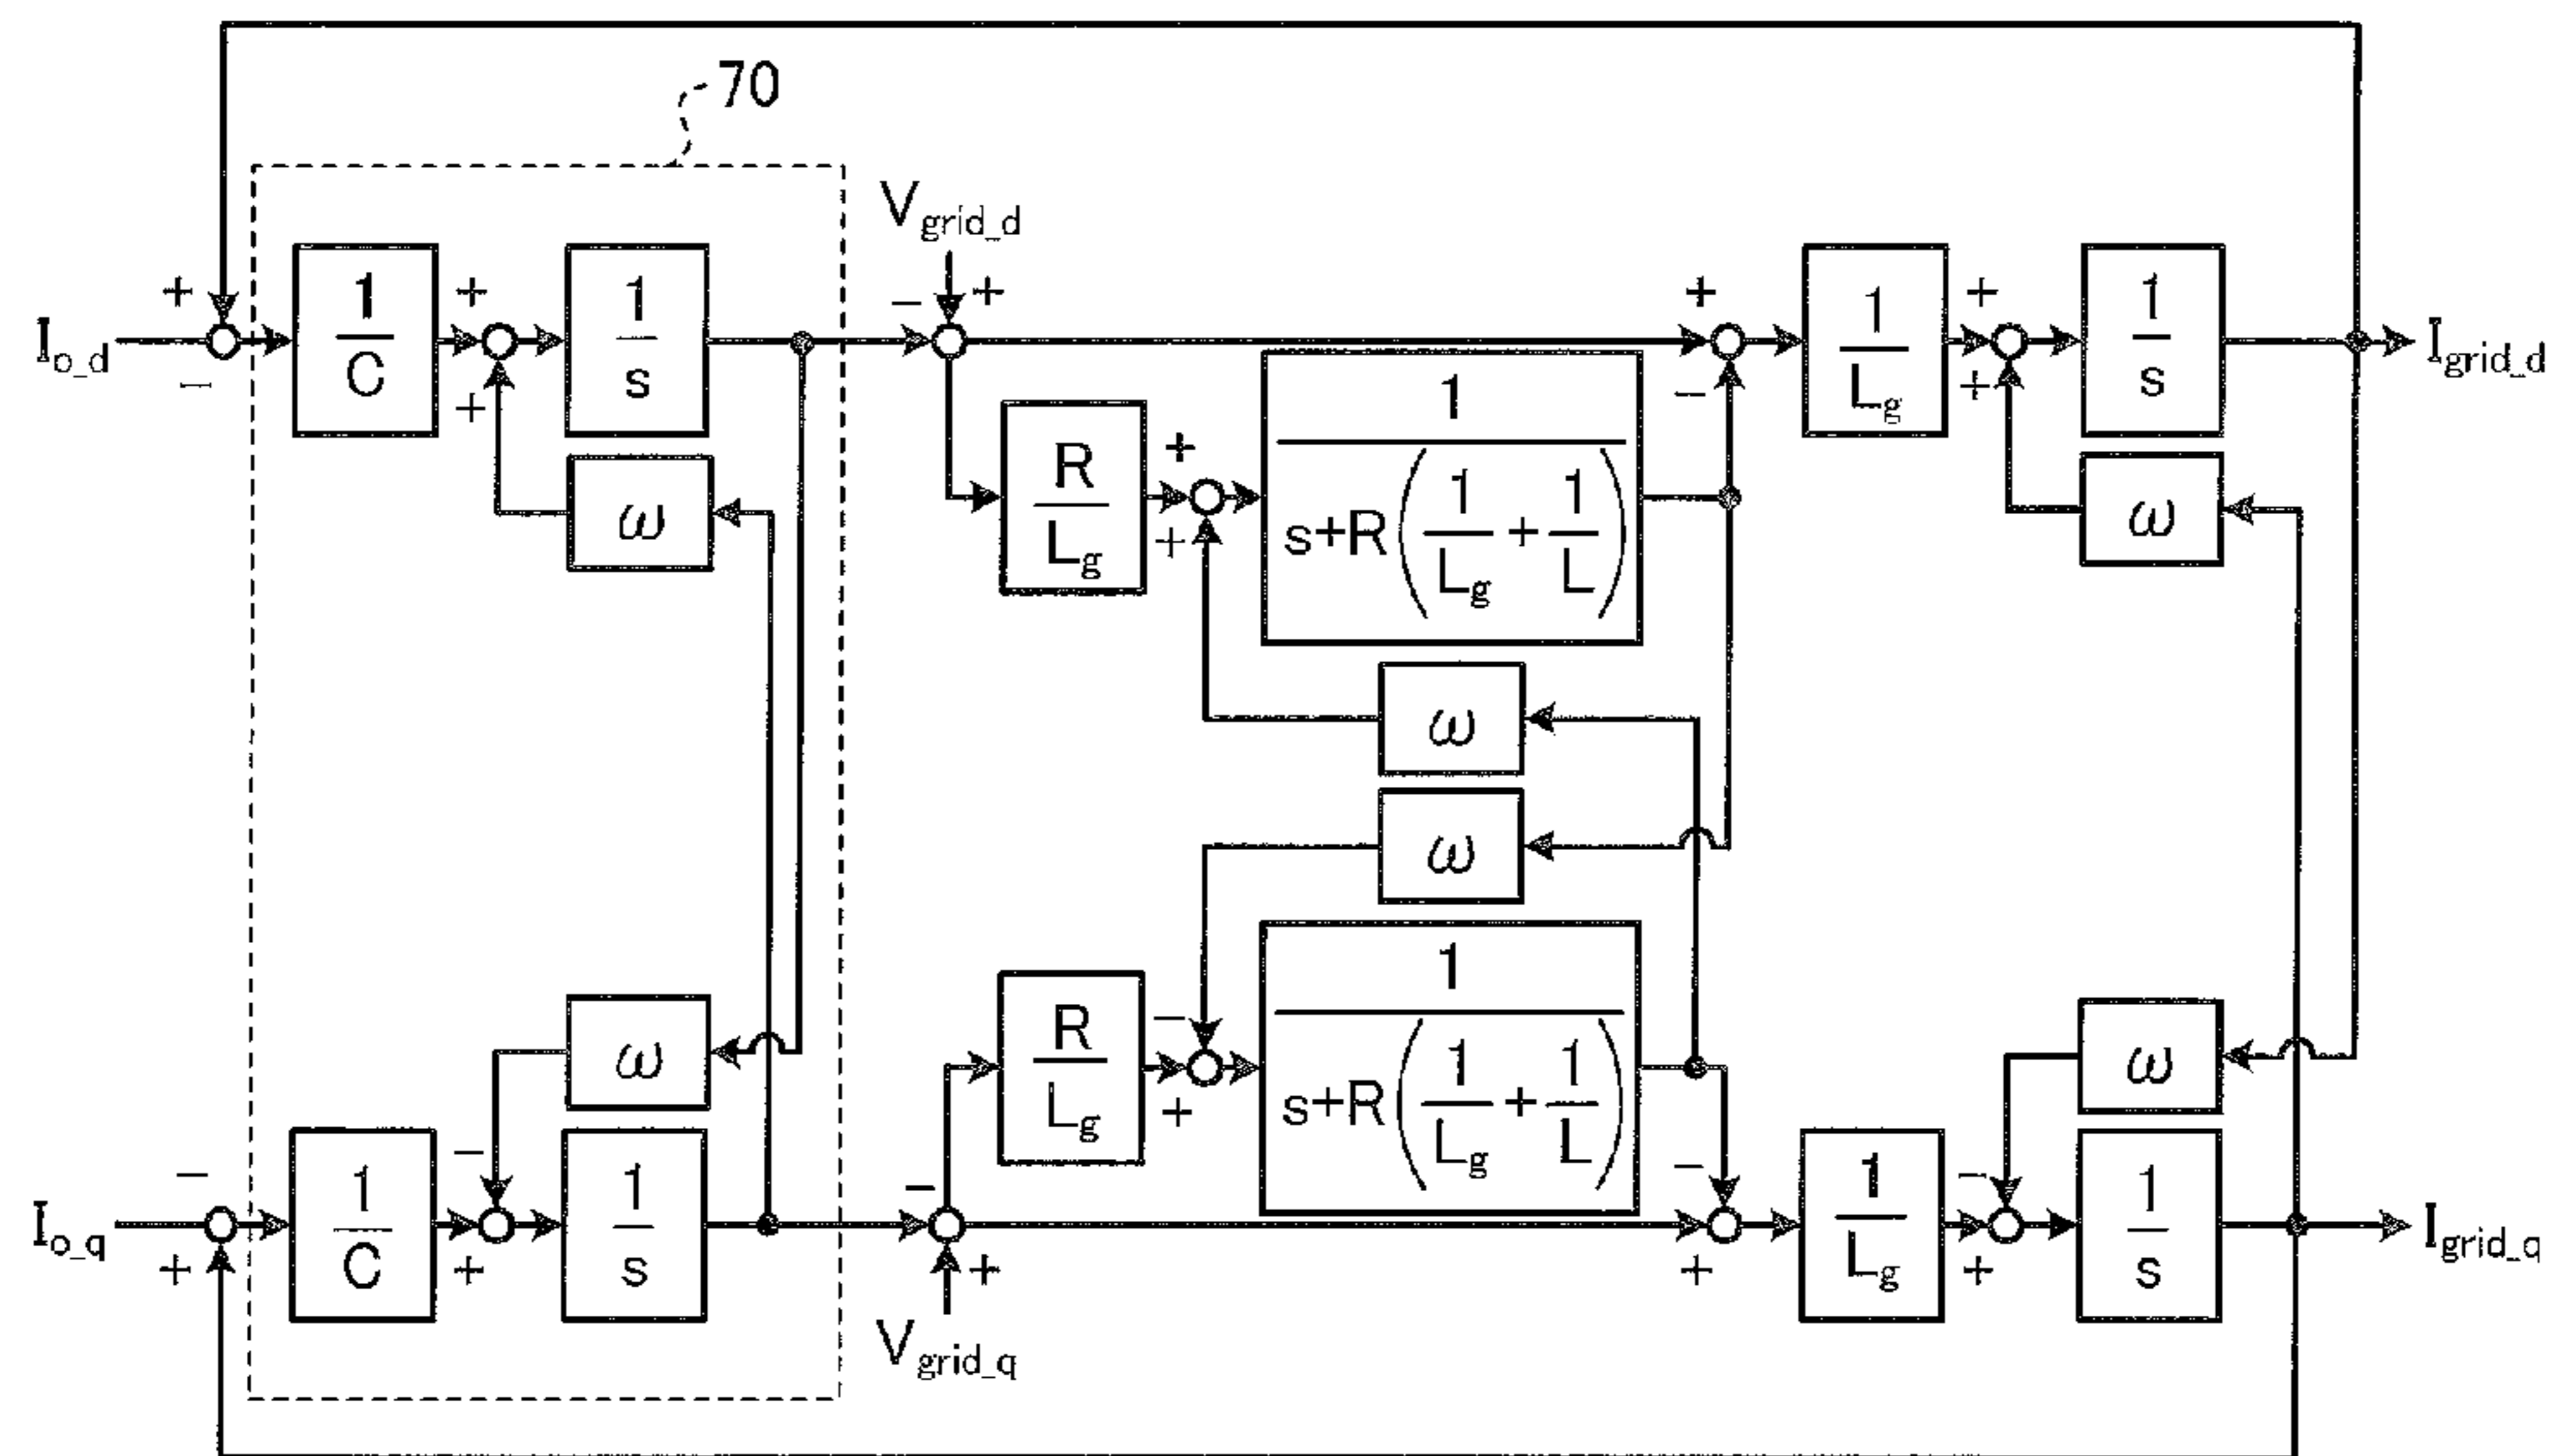 70
V_grid_d
+
+
+
−
+
+
+
I_o_d
1/C
1/s
1/L_g
1/s
I_grid_d
−
+
−
+
ω
R/L_g
+
+
1/(s+R(1/L_g+1/L))
ω
ω
ω
ω
R/L_g
−
+
1/(s+R(1/L_g+1/L))
ω
−
−
−
−
−
I_o_q
1/C
1/s
1/L_g
1/s
I_grid_q
+
+
+
+
+
V_grid_q